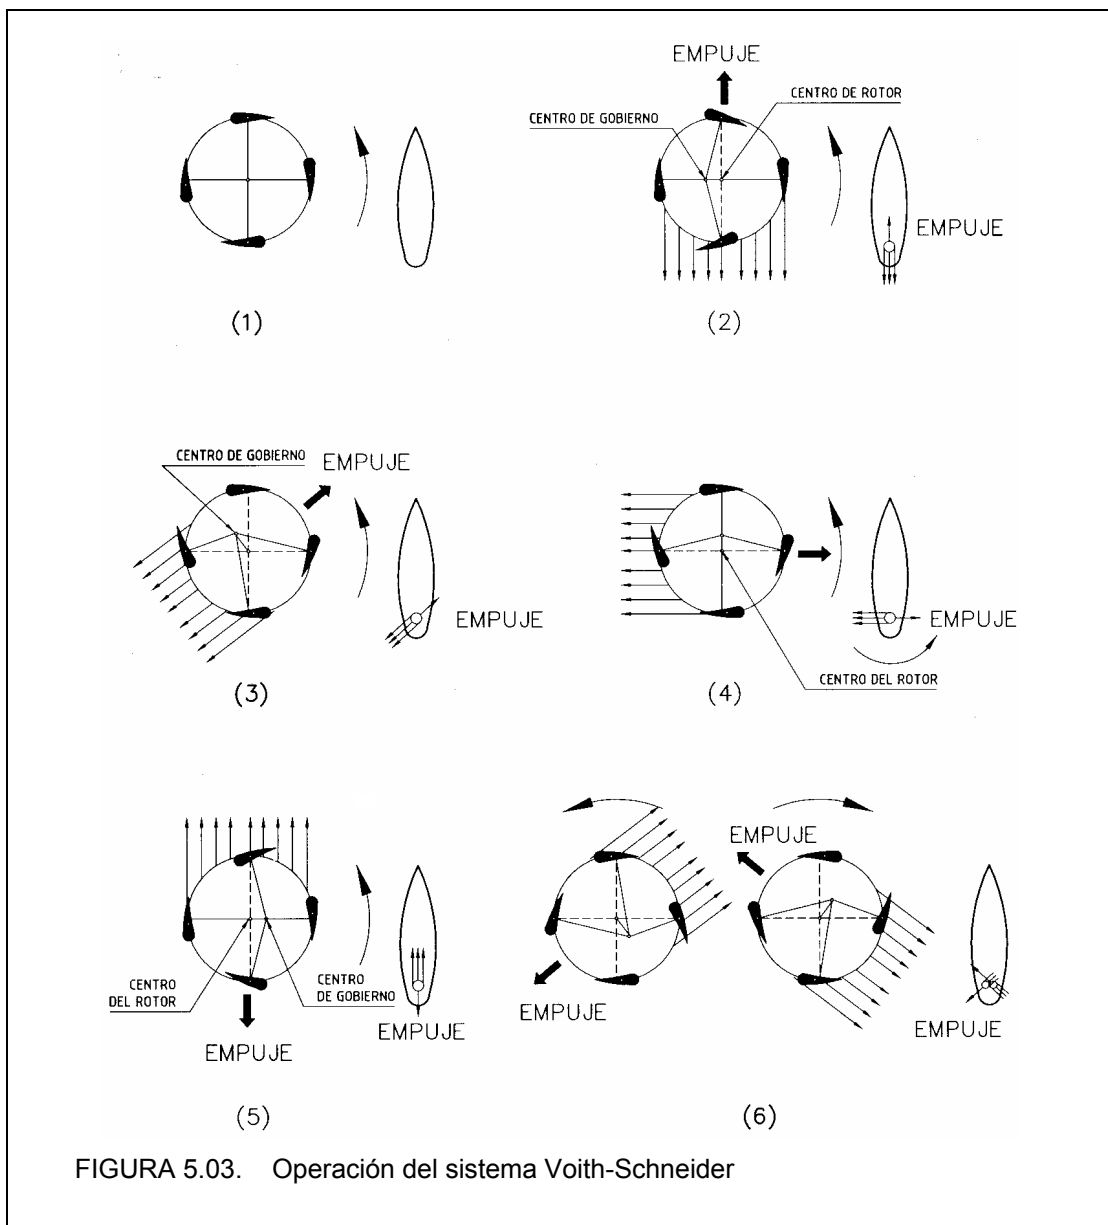 EMPUJE
CENTRO DE ROTOR
CENTRO DE GOBIERNO
EMPUJE
(1)
(2)
CENTRO DE GOBIERNO
EMPUJE
EMPUJE
EMPUJE
CENTRO DEL ROTOR
(3)
(4)
EMPUJE
CENTRO
DEL ROTOR
CENTRO
DE GOBIERNO
EMPUJE
EMPUJE
EMPUJE
EMPUJE
(5)
(6)
FIGURA 5.03. Operación del sistema Voith-Schneider